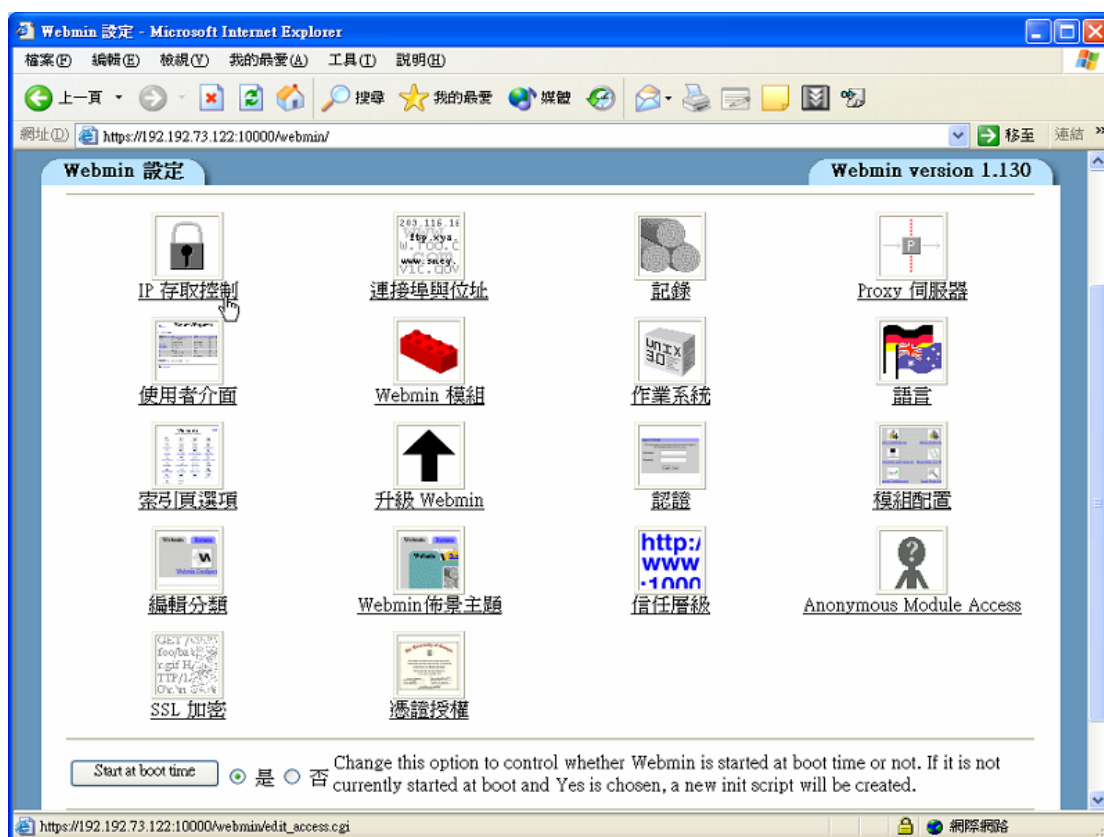 Webmin 設定 - Microsoft Internet Explorer
檔案(F) 編輯(E) 檢視(V) 我的最愛(A) 工具(T) 說明(H)
上一頁 搜尋 我的最愛 媒體
網址(D) https://192.192.73.122:10000/webmin/ 移至 連結 »
Webmin 設定 Webmin version 1.130
IP 存取控制 連接埠與位址 記錄 Proxy 伺服器
UNIX 3.0
使用者介面 Webmin 模組 作業系統 語言
索引頁選項 升級 Webmin 認證 模組配置
http:/
www
:1000
編輯分類 Webmin佈景主題 信任層級 Anonymous Module Access
SSL 加密 憑證授權
Start at boot time 是 否 Change this option to control whether Webmin is started at boot time or not. If it is not
currently started at boot and Yes is chosen, a new init script will be created.
https://192.192.73.122:10000/webmin/edit_access.cgi 網際網路